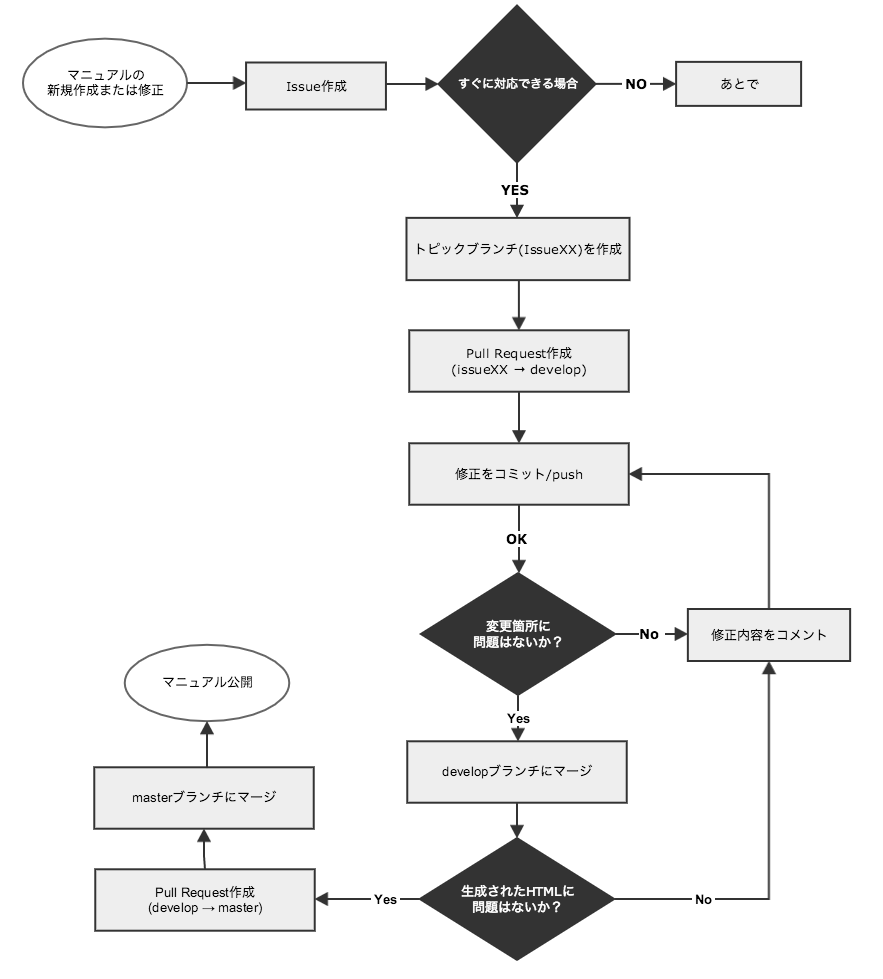 マニュアルの
新規作成または修正
Issue作成
すぐに対応できる場合
NO
あとで
YES
トピックブランチ(IssueXX)を作成
Pull Request作成
(issueXX → develop)
修正をコミット/push
OK
変更箇所に
問題はないか？
No
修正内容をコメント
Yes
developブランチにマージ
生成されたHTMLに
問題はないか？
No
Yes
Pull Request作成
(develop → master)
masterブランチにマージ
マニュアル公開